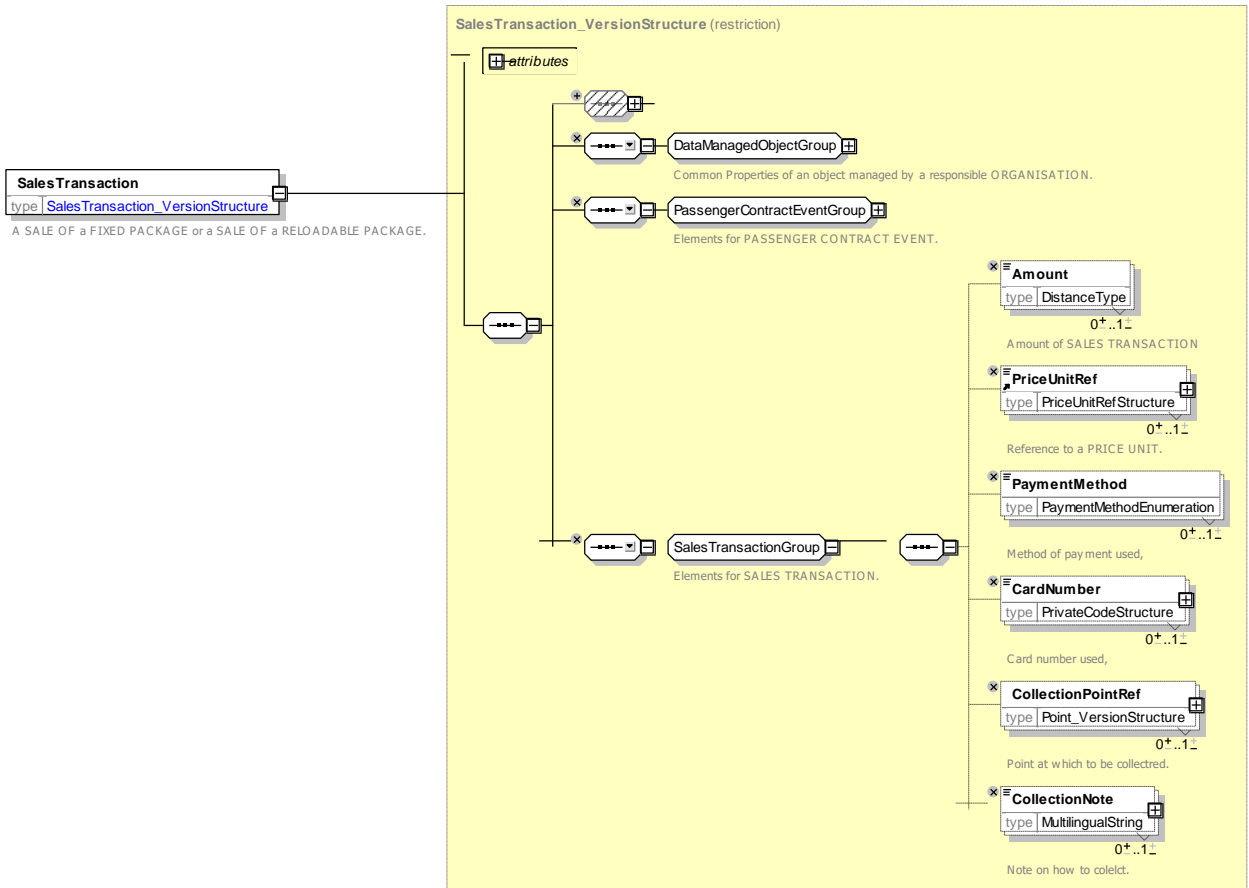 SalesTransaction_VersionStructure (restriction)
attributes
DataManagedObjectGroup
Common Properties of an object managed by a responsible ORGANISATION.
SalesTransaction
type SalesTransaction_VersionStructure
A SALE OF a FIXED PACKAGE or a SALE OF a RELOADABLE PACKAGE.
PassengerContractEventGroup
Elements for PASSENGER CONTRACT EVENT.
Amount
type DistanceType
0±..1±
Amount of SALES TRANSACTION
PriceUnitRef
type PriceUnitRefStructure
0±..1±
Reference to a PRICE UNIT.
PaymentMethod
type PaymentMethodEnumeration
0±..1±
Method of payment used,
SalesTransactionGroup
Elements for SALES TRANSACTION.
CardNumber
type PrivateCodeStructure
0±..1±
Card number used,
CollectionPointRef
type Point_VersionStructure
0±..1±
Point at which to be collectred.
CollectionNote
type MultilingualString
0±..1±
Note on how to colelct.